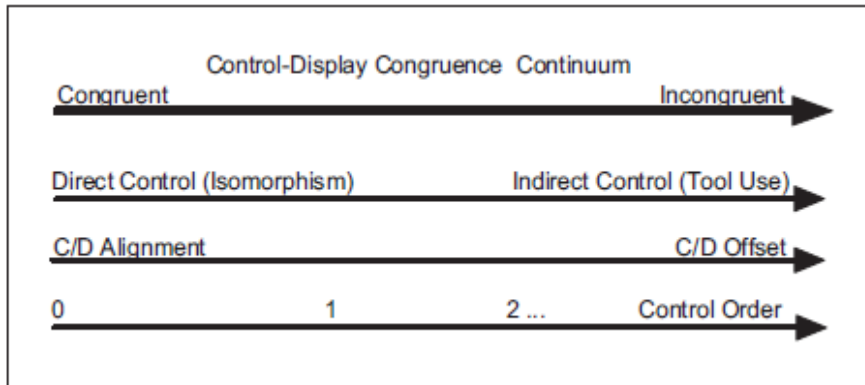 Control-Display Congruence Continuum
Congruent Incongruent
Direct Control (Isomorphism) Indirect Control (Tool Use)
C/D Alignment C/D Offset
0 1 2 ... Control Order